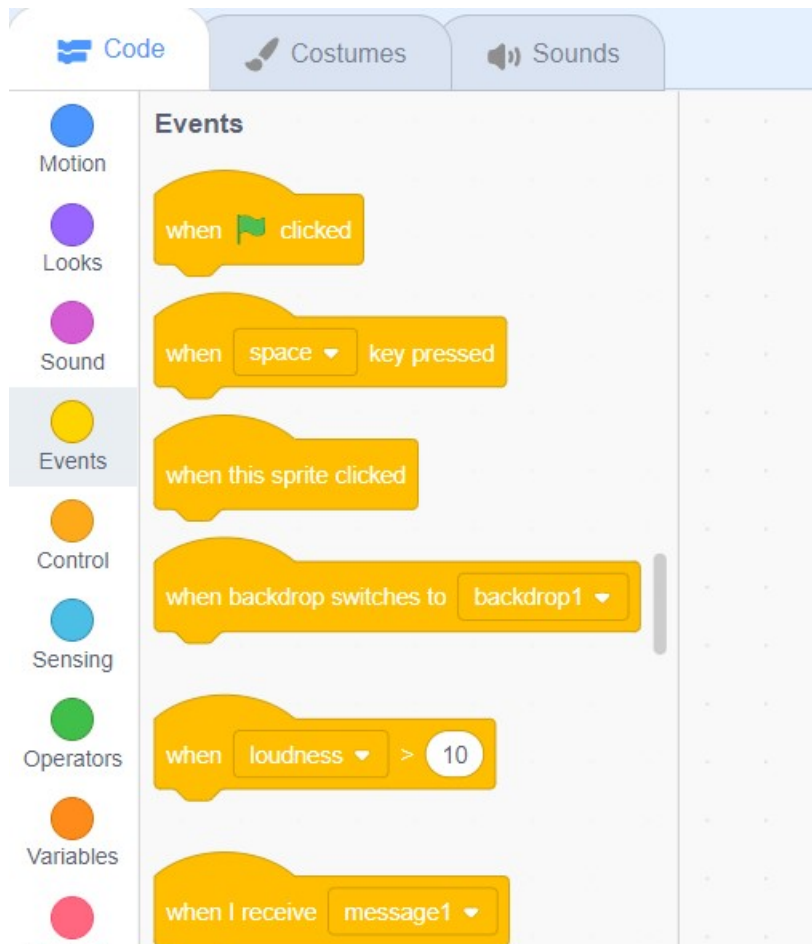 Code
Costumes
Sounds
Motion
Looks
Sound
Events
Control
Sensing
Operators
Variables
Events
when clicked
when space key pressed
when this sprite clicked
when backdrop switches to backdrop1
when loudness > 10
when I receive message1